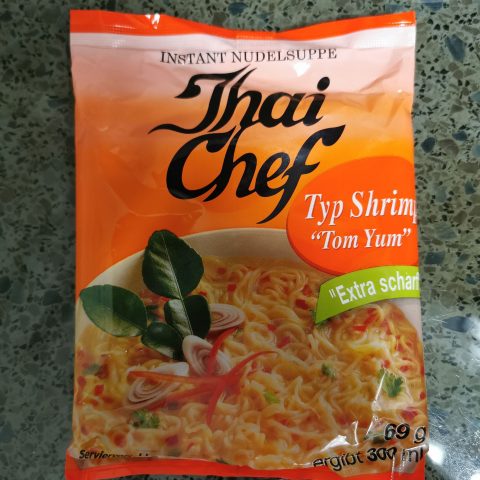 INSTANT NUDELSUPPE
Thai
Chef
Typ Shrimp
"Tom Yum"
"Extra scharf
69 g
ergibt 300 ml